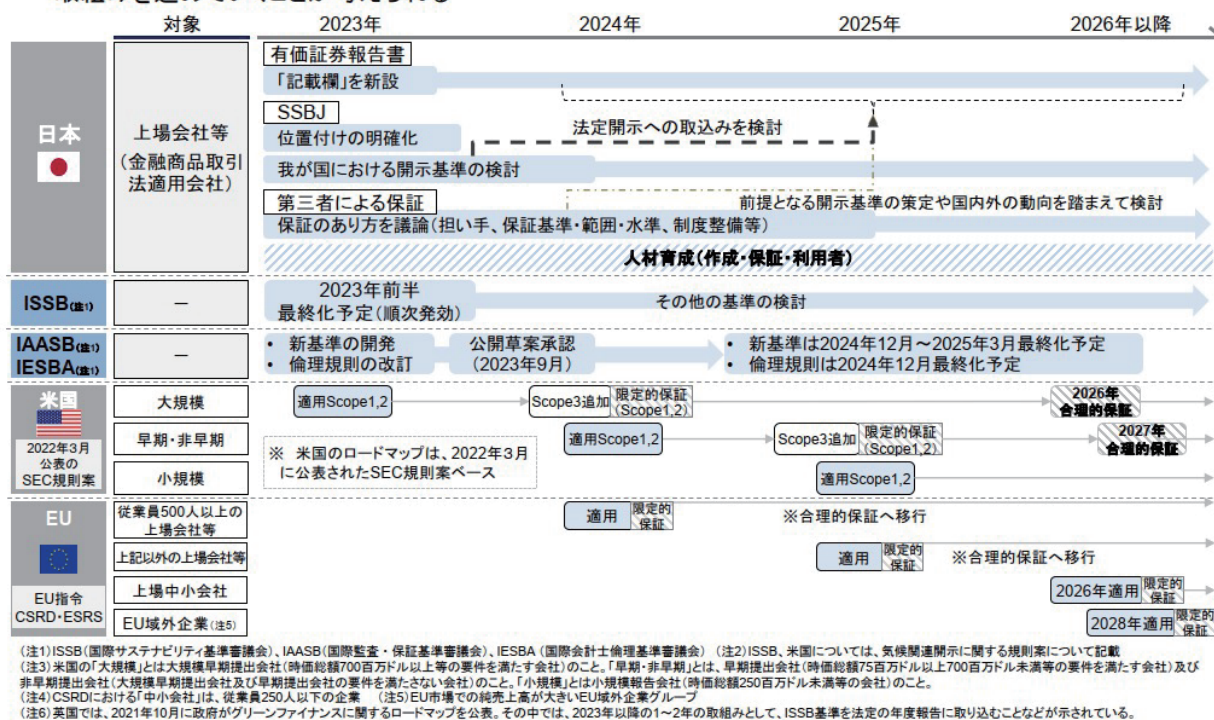 対象
2023年
2024年
2025年
2026年以降
日本
上場会社等
(金融商品取引
法適用会社)
有価証券報告書
「記載欄」を新設
SSBJ
位置付けの明確化
法定開示への取込みを検討
我が国における開示基準の検討
第三者による保証
前提となる開示基準の策定や国内外の動向を踏まえて検討
保証のあり方を議論(担い手、保証基準・範囲・水準、制度整備等)
人材育成(作成・保証・利用者)
ISSB(注1)
—
2023年前半
最終化予定(順次発効)
その他の基準の検討
IAASB(注1)
IESBA(注1)
—
• 新基準の開発
• 倫理規則の改訂
公開草案承認
(2023年9月)
• 新基準は2024年12月～2025年3月最終化予定
• 倫理規則は2024年12月最終化予定
米国
2022年3月
公表の
SEC規則案
大規模
適用Scope1,2
Scope3追加
限定的保証
(Scope1,2)
2026年
合理的保証
早期・非早期
※ 米国のロードマップは、2022年3月
に公表されたSEC規則案ベース
適用Scope1,2
Scope3追加
限定的保証
(Scope1,2)
2027年
合理的保証
小規模
適用Scope1,2
EU
EU指令
CSRD・ESRS
従業員500人以上の
上場会社等
適用
限定的
保証
※合理的保証へ移行
上記以外の上場会社等
適用
限定的
保証
※合理的保証へ移行
上場中小会社
2026年適用
限定的
保証
EU域外企業(注5)
2028年適用
限定的
保証
(注1)ISSB(国際サステナビリティ基準審議会)、IAASB(国際監査・保証基準審議会)、IESBA (国際会計士倫理基準審議会) (注2)ISSB、米国については、気候関連開示に関する規則案について記載
(注3)米国の「大規模」とは大規模早期提出会社(時価総額700百万ドル以上等の要件を満たす会社)のこと。「早期・非早期」とは、早期提出会社(時価総額75百万ドル以上700百万ドル未満等の要件を満たす会社)及び
非早期提出会社(大規模早期提出会社及び早期提出会社の要件を満たさない会社)のこと。「小規模」とは小規模報告会社(時価総額250百万ドル未満等の会社)のこと。
(注4)CSRDにおける「中小会社」は、従業員250人以下の企業 (注5)EU市場での純売上高が大きいEU域外企業グループ
(注6)英国では、2021年10月に政府がグリーンファイナンスに関するロードマップを公表。その中では、2023年以降の1～2年の取組みとして、ISSB基準を法定の年度報告に取り込むことなどが示されている。